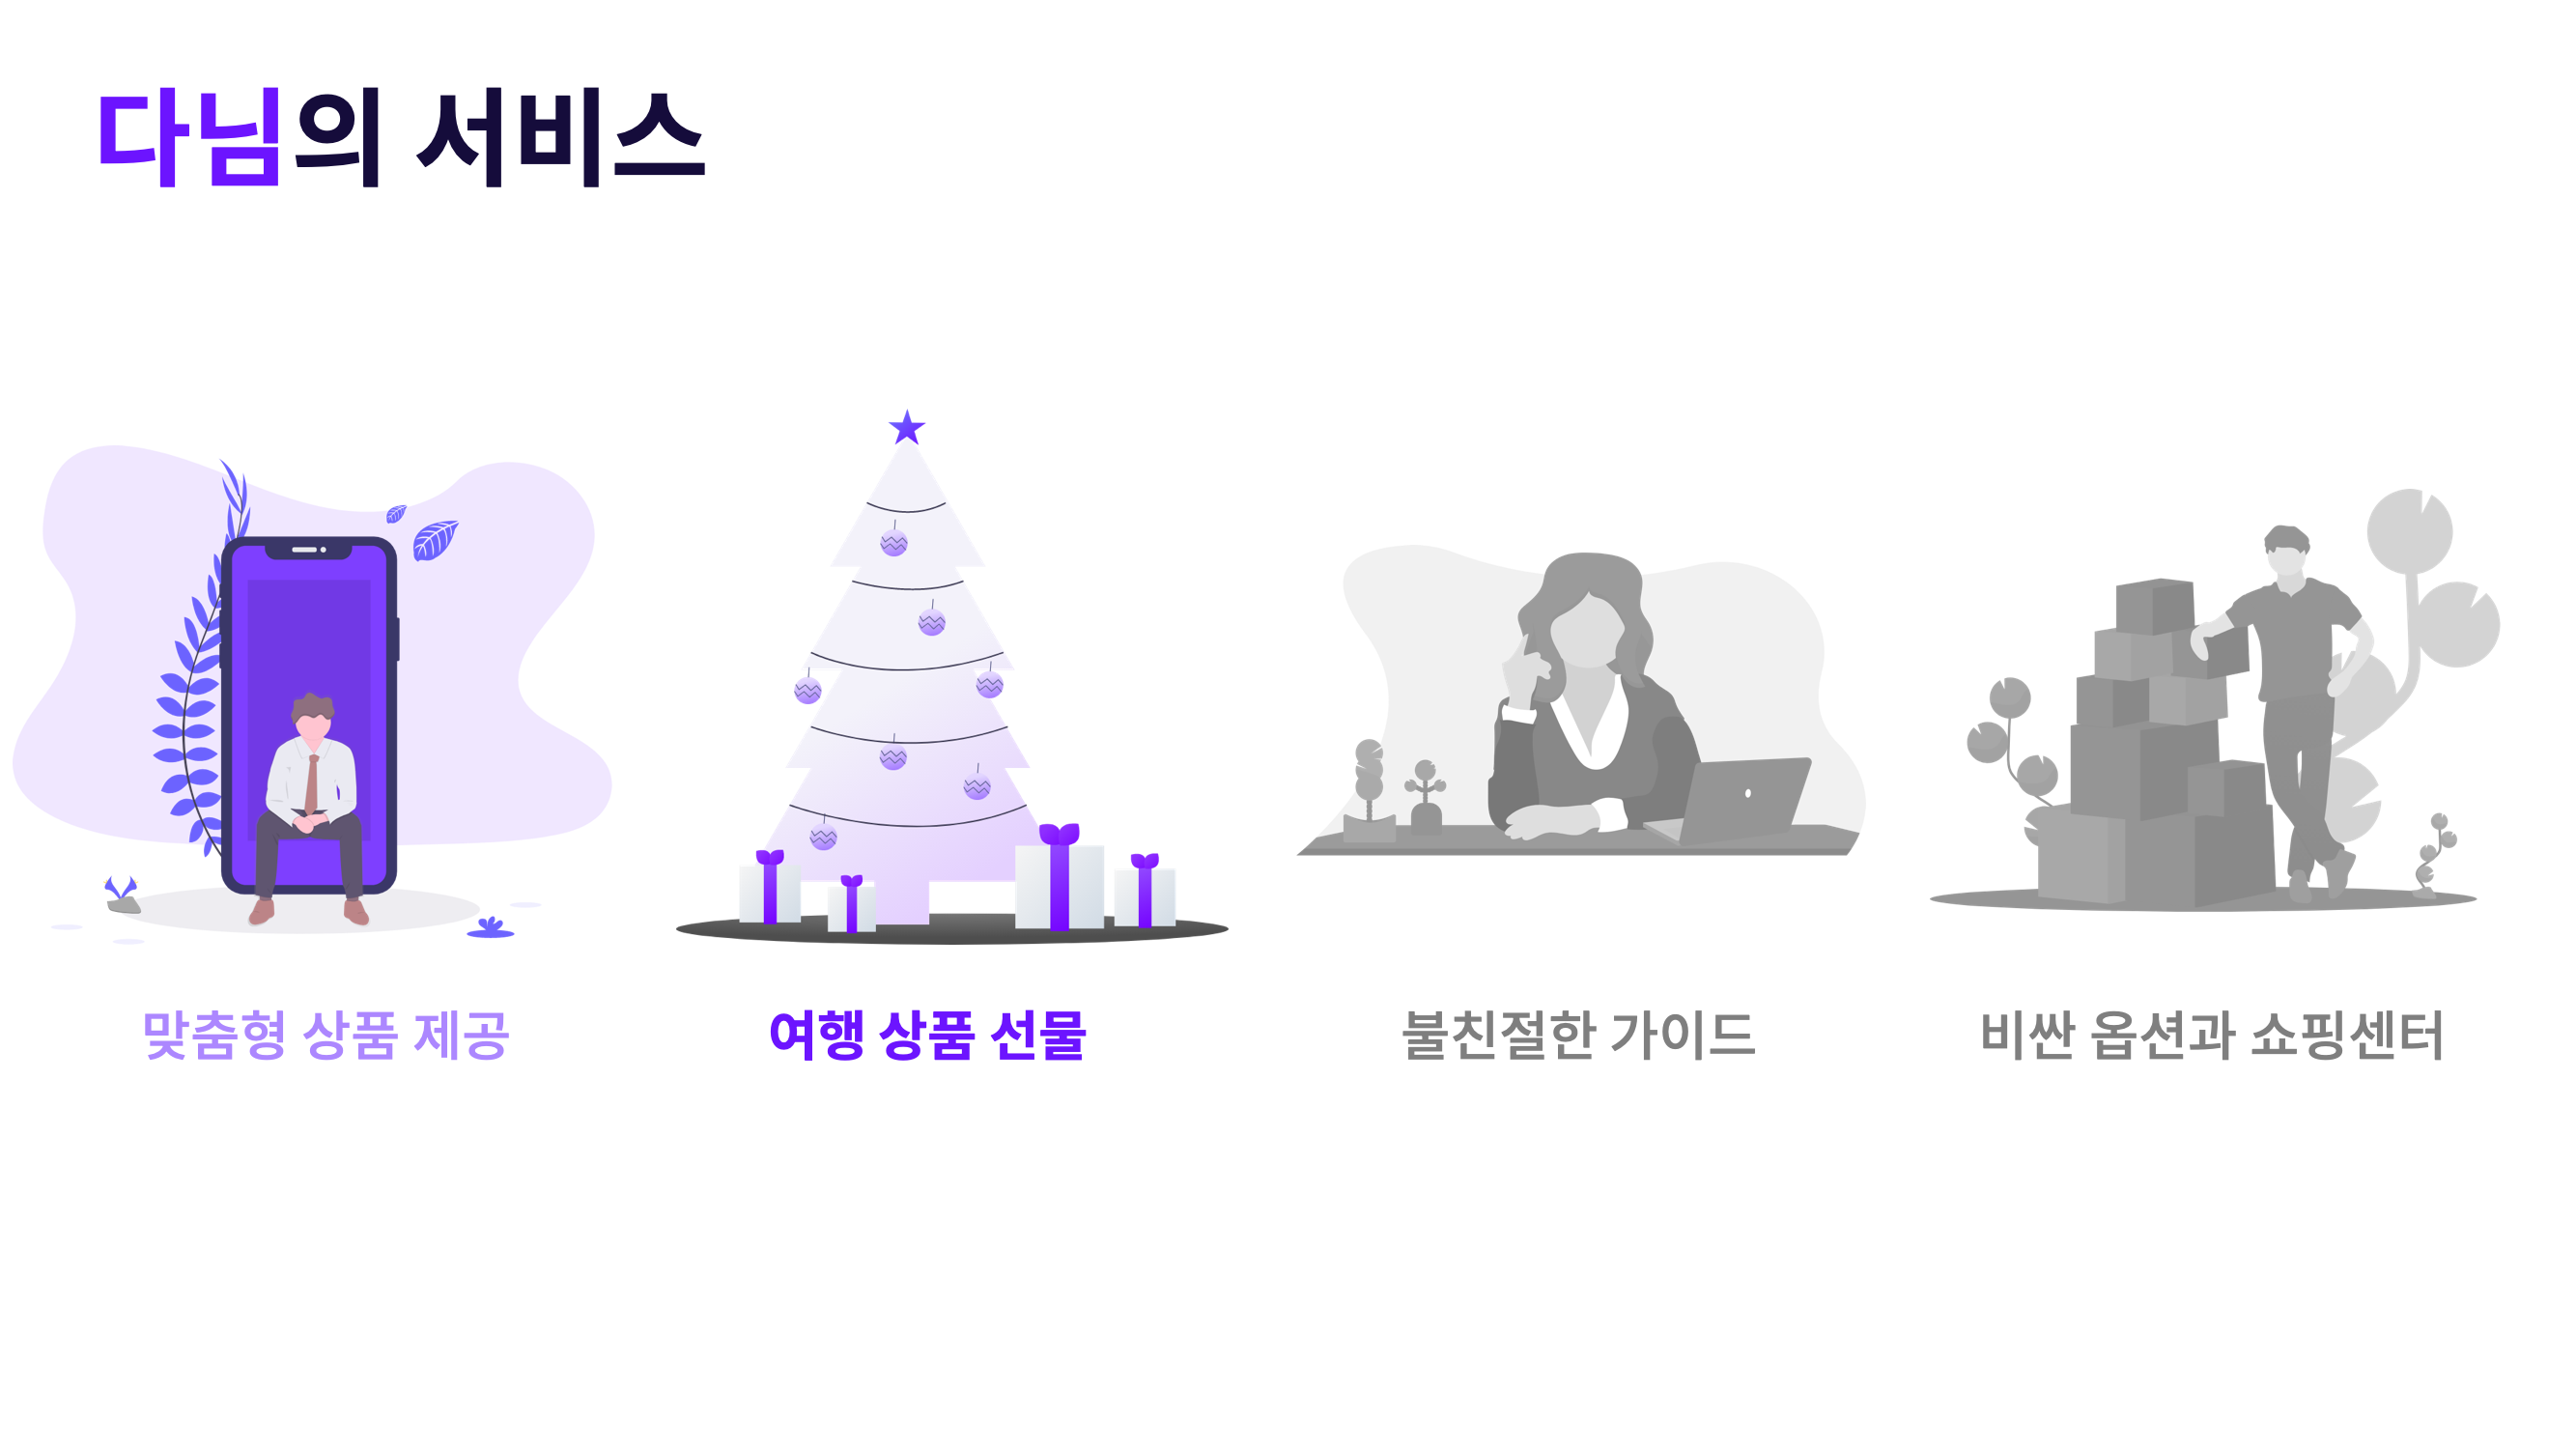 다님의 서비스
맞춤형 상품 제공
여행 상품 선물
불친절한 가이드
비싼 옵션과 쇼핑센터